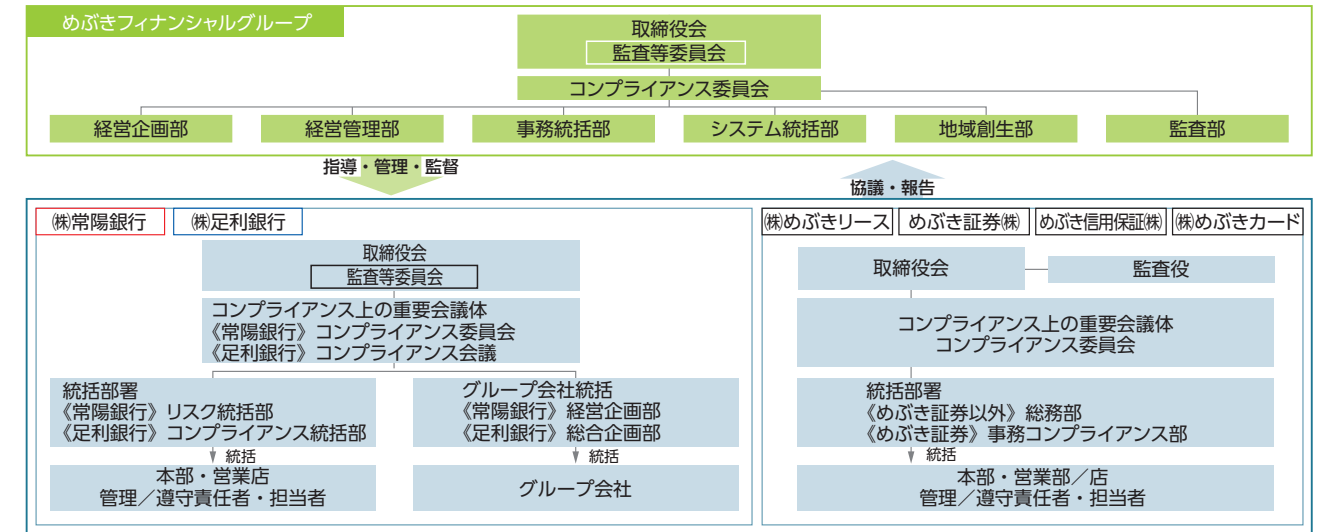 めぶきフィナンシャルグループ
取締役会
監査等委員会
コンプライアンス委員会
経営企画部
経営管理部
事務統括部
システム統括部
地域創生部
監査部
指導・管理・監督
協議・報告
㈱常陽銀行
㈱足利銀行
取締役会
監査等委員会
コンプライアンス上の重要会議体
《常陽銀行》コンプライアンス委員会
《足利銀行》コンプライアンス会議
統括部署
《常陽銀行》リスク統括部
《足利銀行》コンプライアンス統括部
統括
本部・営業店
管理／遵守責任者・担当者
グループ会社統括
《常陽銀行》経営企画部
《足利銀行》総合企画部
統括
グループ会社
㈱めぶきリース
めぶき証券㈱
めぶき信用保証㈱
㈱めぶきカード
取締役会
監査役
コンプライアンス上の重要会議体
コンプライアンス委員会
統括部署
《めぶき証券以外》総務部
《めぶき証券》事務コンプライアンス部
統括
本部・営業部／店
管理／遵守責任者・担当者